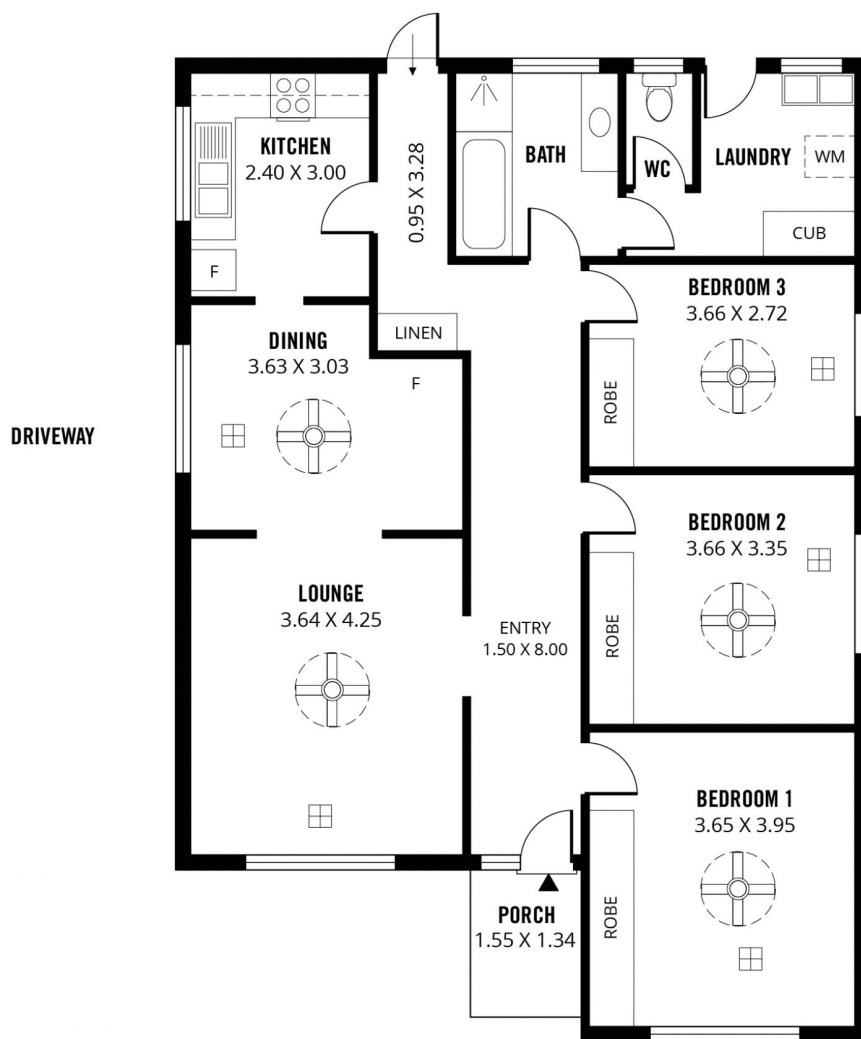 KITCHEN
2.40 X 3.00
F
0.95 X 3.28
LINEN
BATH
WC
LAUNDRY
WM
CUB
DINING
3.63 X 3.03
F
BEDROOM 3
3.66 X 2.72
ROBE
DRIVEWAY
BEDROOM 2
3.66 X 3.35
ROBE
LOUNGE
3.64 X 4.25
ENTRY
1.50 X 8.00
BEDROOM 1
3.65 X 3.95
ROBE
PORCH
1.55 X 1.34